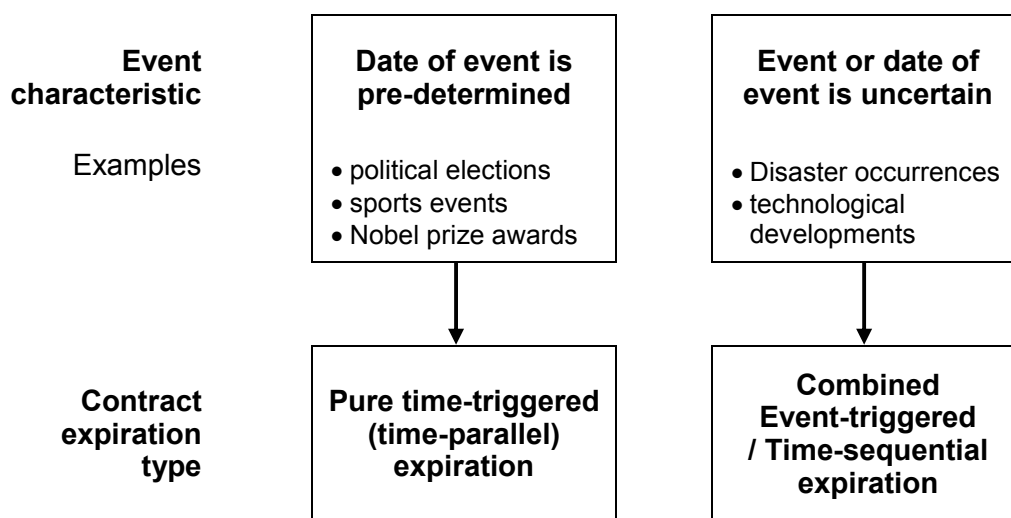 Event
characteristic
Date of event is
pre-determined
Event or date of
event is uncertain
Examples
• political elections
• sports events
• Nobel prize awards
• Disaster occurrences
• technological
developments
Contract
expiration
type
Pure time-triggered
(time-parallel)
expiration
Combined
Event-triggered
/ Time-sequential
expiration